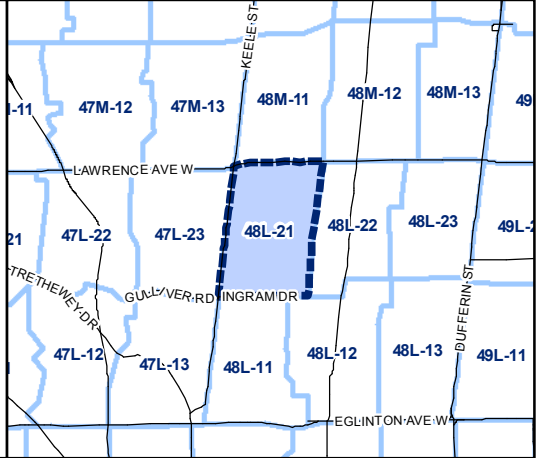 KEELE ST
48M-12
48M-13
48M-11
47M-12
47M-13
-11
49
LAWRENCE AVE W
48L-23
48L-22
49L-2
48L-21
47L-22
47L-23
21
TRETHEWEY DR
GULLIVER RD
INGRAM DR
DUFFERIN ST
47L-12
47L-13
48L-11
48L-12
48L-13
49L-11
EGLINTON AVE W